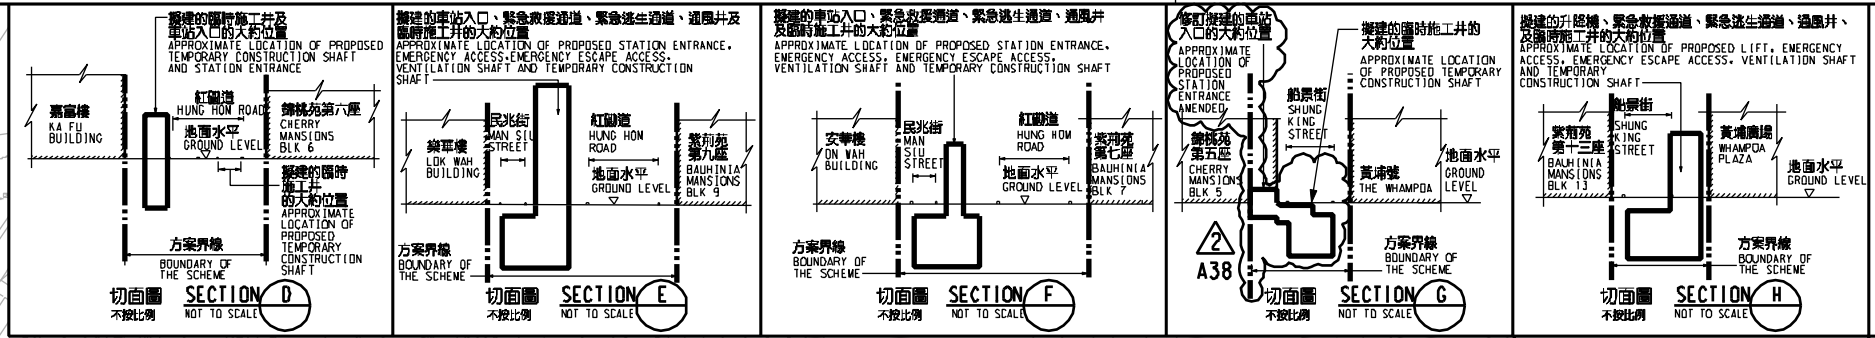 擬建的臨時施工井及
車站入口的大約位置
APPROXIMATE LOCATION OF PROPOSED
TEMPORARY CONSTRUCTION SHAFT
AND STATION ENTRANCE
嘉富樓
KA FU
BUILDING
紅磡道
HUNG HOM ROAD
地面水平
GROUND LEVEL
錦桃苑第六座
CHERRY
MANSIONS
BLK 6
擬建的臨時
施工井
的大約位置
APPROXIMATE
LOCATION OF
PROPOSED
TEMPORARY
CONSTRUCTION
SHAFT
方案界線
BOUNDARY OF
THE SCHEME
切面圖
不按比例
SECTION D
NOT TO SCALE
擬建的車站入口、緊急救援通道、緊急逃生通道、通風井及
臨時施工井的大約位置
APPROXIMATE LOCATION OF PROPOSED STATION ENTRANCE,
EMERGENCY ACCESS,EMERGENCY ESCAPE ACCESS,
VENTILATION SHAFT AND TEMPORARY CONSTRUCTION
SHAFT
樂華樓
LOK WAH
BUILDING
民兆街
MAN SIU
STREET
紅磡道
HUNG HOM
ROAD
地面水平
GROUND LEVEL
紫荊苑
第九座
BAUHINIA
MANSIONS
BLK 9
方案界線
BOUNDARY OF
THE SCHEME
切面圖
不按比例
SECTION E
NOT TO SCALE
擬建的車站入口、緊急救援通道、緊急逃生通道、通風井
及臨時施工井的大約位置
APPROXIMATE LOCATION OF PROPOSED STATION ENTRANCE,
EMERGENCY ACCESS, EMERGENCY ESCAPE ACCESS,
VENTILATION SHAFT AND TEMPORARY CONSTRUCTION SHAFT
安華樓
ON WAH
BUILDING
民兆街
MAN
SIU
STREET
紅磡道
HUNG HOM
ROAD
地面水平
GROUND LEVEL
紫荊苑
第七座
BAUHINIA
MANSIONS
BLK 7
方案界線
BOUNDARY OF
THE SCHEME
切面圖
不按比例
SECTION F
NOT TO SCALE
修訂擬建的車站
入口的大約位置
APPROXIMATE
LOCATION OF
PROPOSED
STATION
ENTRANCE
AMENDED
擬建的臨時施工井的
大約位置
APPROXIMATE LOCATION
OF PROPOSED TEMPORARY
CONSTRUCTION SHAFT
船景街
SHUNG
KING
STREET
錦桃苑
第五座
CHERRY
MANSIONS
BLK 5
黃埔號
THE WHAMPOA
地面水平
GROUND
LEVEL
2
A38
方案界線
BOUNDARY OF
THE SCHEME
切面圖
不按比例
SECTION G
NOT TO SCALE
擬建的升降機、緊急救援通道、緊急逃生通道、通風井、
及臨時施工井的大約位置
APPROXIMATE LOCATION OF PROPOSED LIFT, EMERGENCY
ACCESS, EMERGENCY ESCAPE ACCESS, VENTILATION SHAFT
AND TEMPORARY
CONSTRUCTION SHAFT
船景街
SHUNG
KING
STREET
紫荊苑
第十三座
BAUHINIA
MANSIONS
BLK 13
黃埔廣場
WHAMPOA
PLAZA
地面水平
GROUND LEVEL
方案界線
BOUNDARY OF
THE SCHEME
切面圖
不按比例
SECTION H
NOT TO SCALE